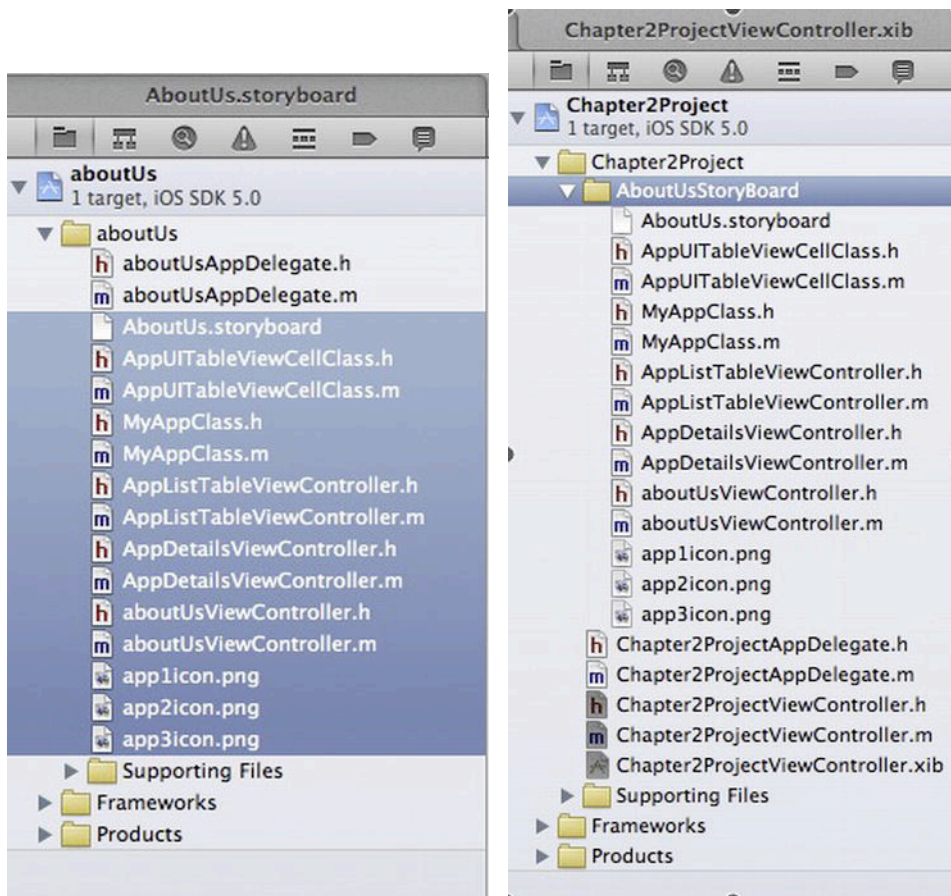 AboutUs.storyboard
aboutUs
1 target, iOS SDK 5.0
aboutUs
h aboutUsAppDelegate.h
m aboutUsAppDelegate.m
AboutUs.storyboard
h AppUITableViewCellClass.h
m AppUITableViewCellClass.m
h MyAppClass.h
m MyAppClass.m
h AppListTableViewController.h
m AppListTableViewController.m
h AppDetailsViewController.h
m AppDetailsViewController.m
h aboutUsViewController.h
m aboutUsViewController.m
app1icon.png
app2icon.png
app3icon.png
Supporting Files
Frameworks
Products
Chapter2ProjectViewController.xib
Chapter2Project
1 target, iOS SDK 5.0
Chapter2Project
AboutUsStoryBoard
AboutUs.storyboard
h AppUITableViewCellClass.h
m AppUITableViewCellClass.m
h MyAppClass.h
m MyAppClass.m
h AppListTableViewController.h
m AppListTableViewController.m
h AppDetailsViewController.h
m AppDetailsViewController.m
h aboutUsViewController.h
m aboutUsViewController.m
app1icon.png
app2icon.png
app3icon.png
h Chapter2ProjectAppDelegate.h
m Chapter2ProjectAppDelegate.m
h Chapter2ProjectViewController.h
m Chapter2ProjectViewController.m
Chapter2ProjectViewController.xib
Supporting Files
Frameworks
Products